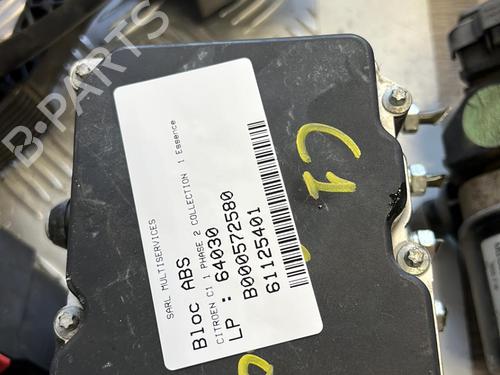 SARL MULTISERVICES
Bloc ABS
CITROEN C1 1 PHASE 2 COLLECTION 1 Essence
LP : 64030
B000572580
61125401
C1
B-PARTS